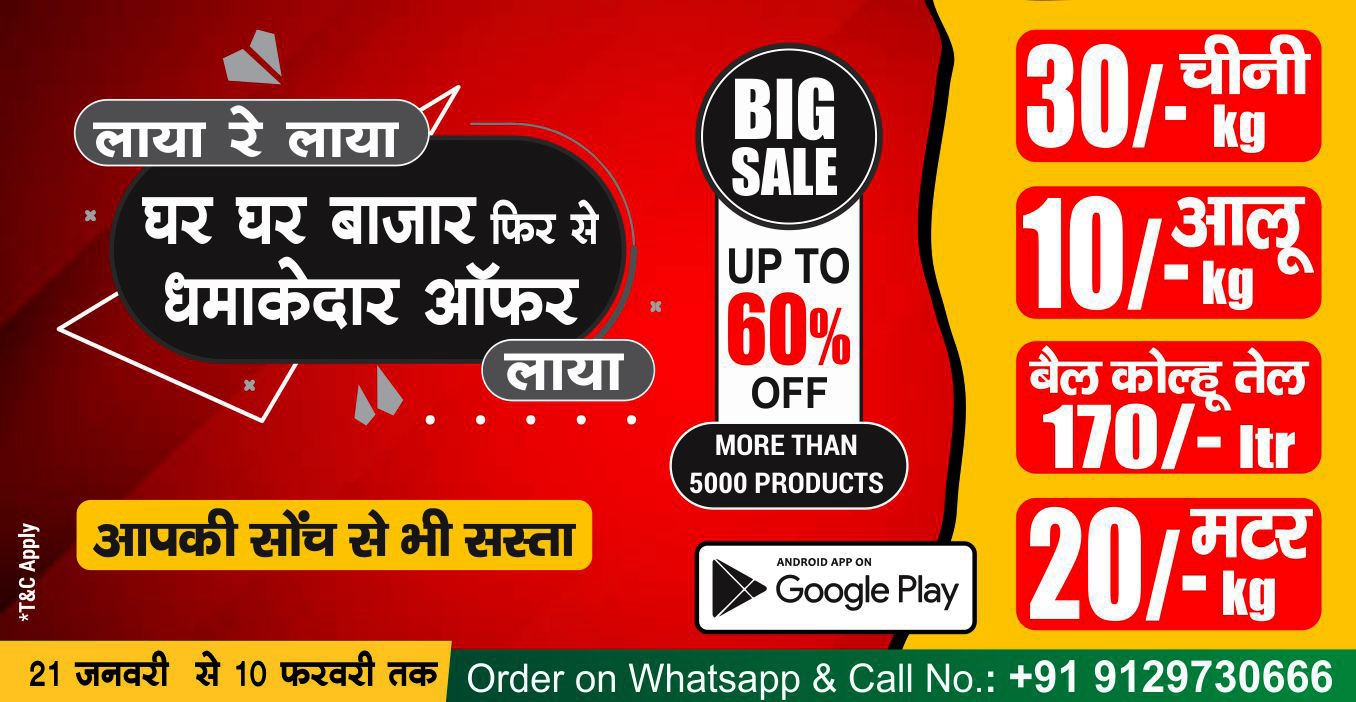 लाया रे लाया
घर घर बाजार फिर से
धमाकेदार ऑफर
लाया
आपकी सोंच से भी सस्ता
*T&C Apply
BIG
SALE
UP TO
60%
OFF
MORE THAN
5000 PRODUCTS
ANDROID APP ON
Google Play
30/- चीनी
kg
10/- आलू
kg
बैल कोल्हू तेल
170/- ltr
20/- मटर
kg
21 जनवरी से 10 फरवरी तक
Order on Whatsapp & Call No.: +91 9129730666